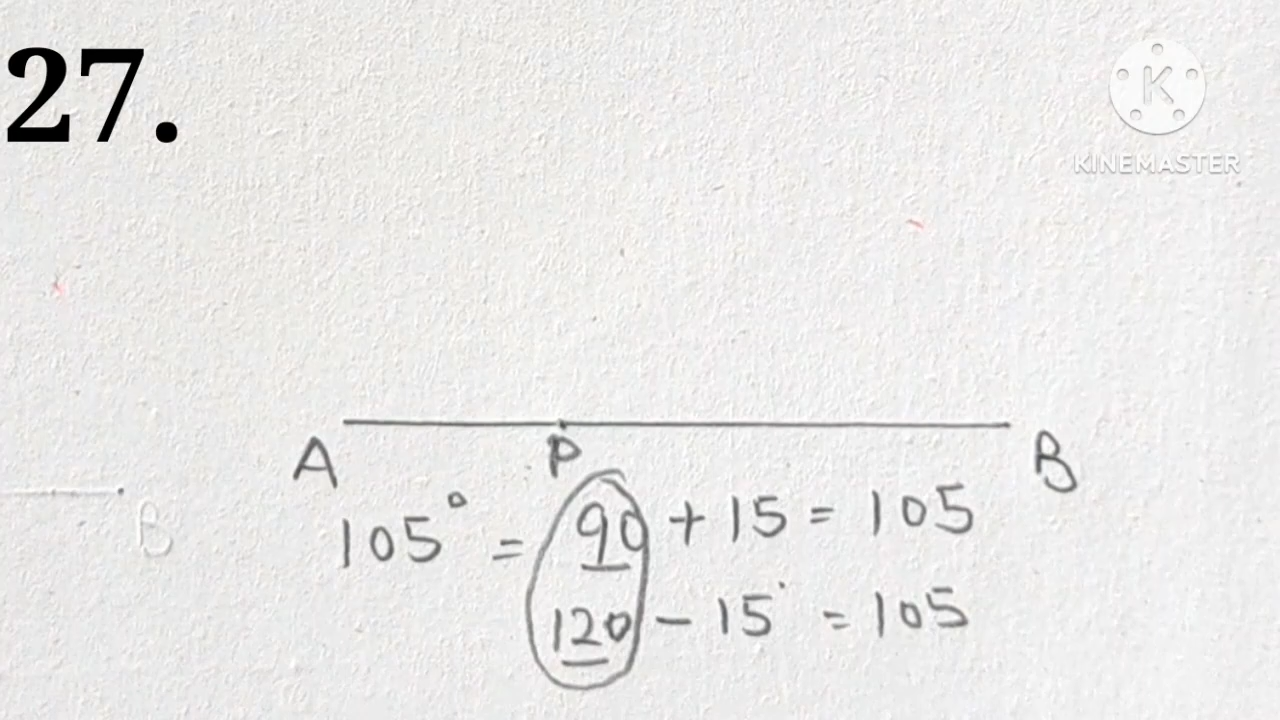 27.
KINEMASTER
A P B
B
105° = 90 + 15 = 105
120 - 15° = 105